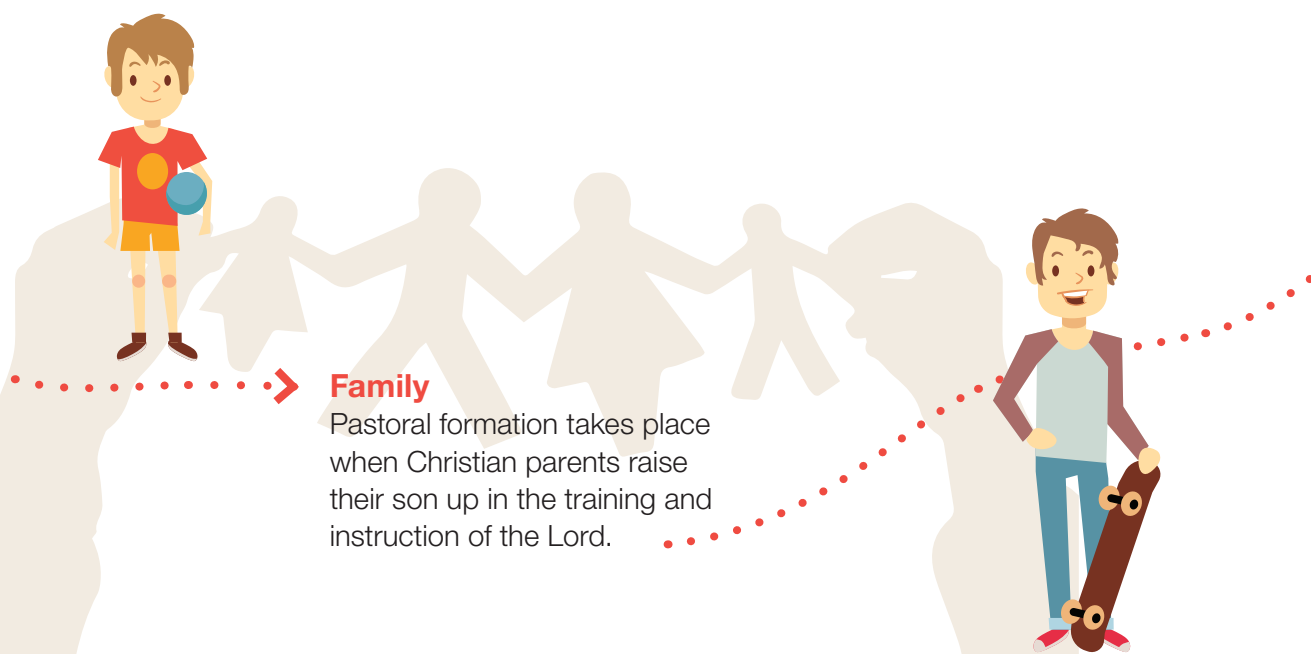 Family
Pastoral formation takes place
when Christian parents raise
their son up in the training and
instruction of the Lord.